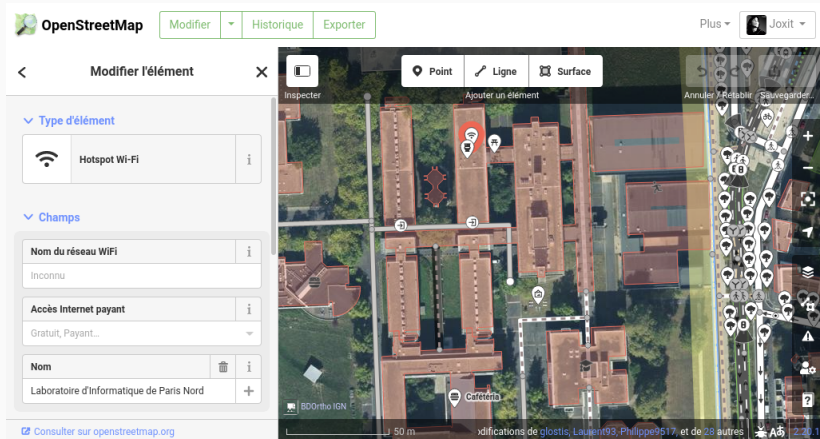 OpenStreetMap
Modifier
Historique
Exporter
Plus
Joxit
Modifier l'élément
Type d'élément
Hotspot Wi-Fi
Champs
Nom du réseau WiFi
Inconnu
Accès Internet payant
Gratuit, Payant...
Nom
Laboratoire d'Informatique de Paris Nord
Consulter sur openstreetmap.org
Inspecter
Point
Ligne
Surface
Ajouter un élément
Annuler / Rétablir
Sauvegarder...
Cafétéria
BDOrtho IGN
50 m
odifications de glostis, Laurent93, Philippe9517, et de 28 autres